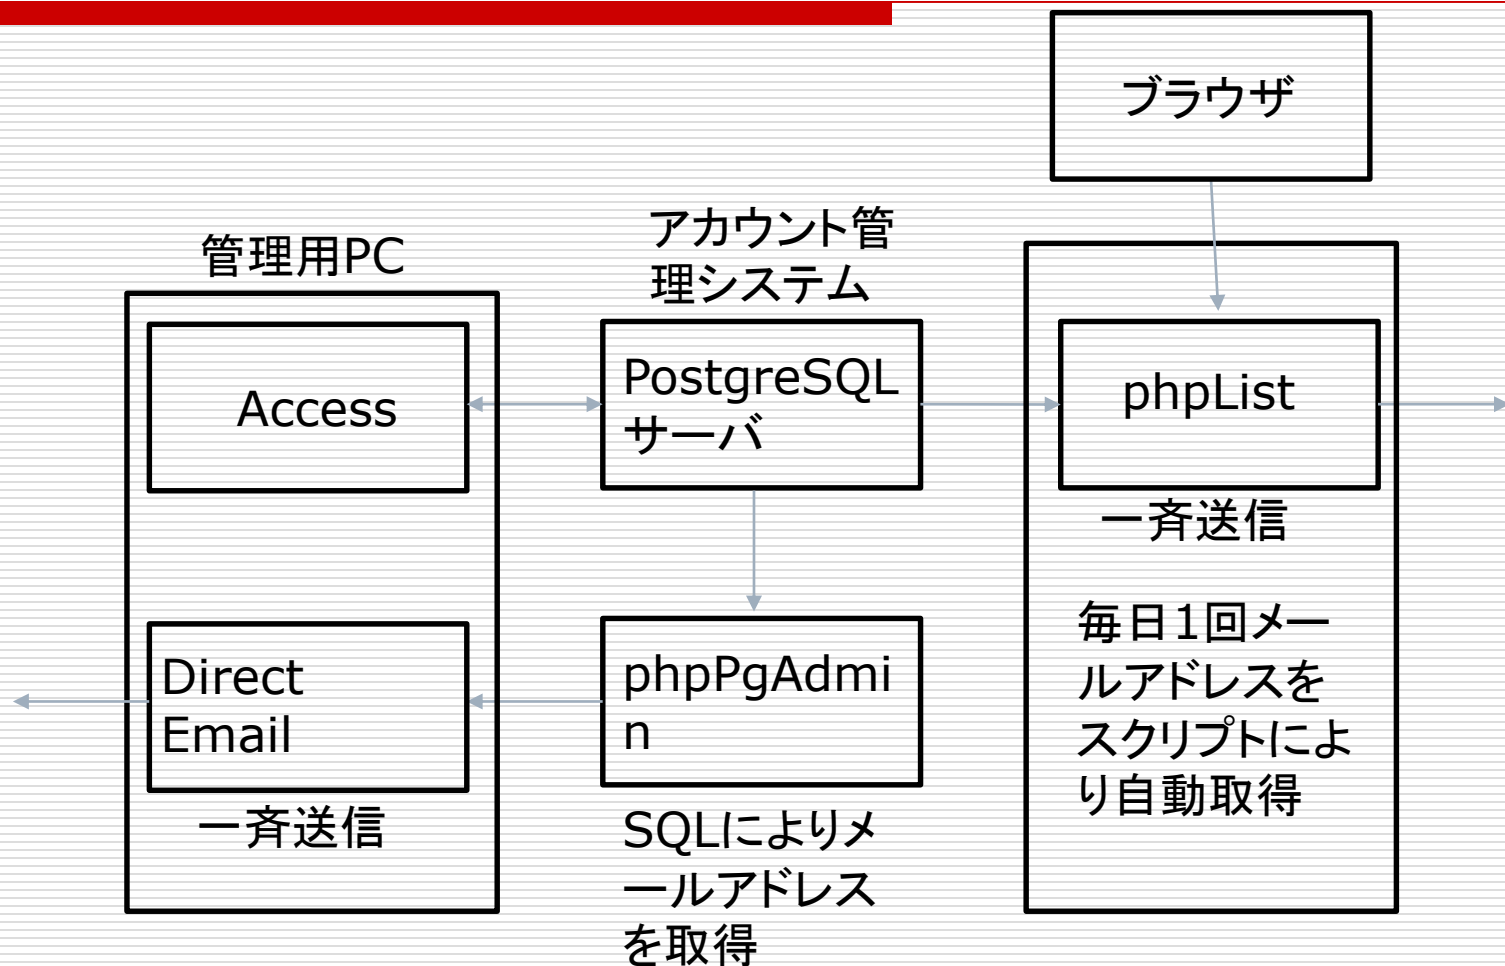 ブラウザ
管理用PC
アカウント管
理システム
Access
PostgreSQL
サーバ
phpList
一斉送信
毎日１回メー
ルアドレスを
スクリプトによ
り自動取得
Direct
Email
一斉送信
phpPgAdmi
n
SQLによりメ
ールアドレス
を取得